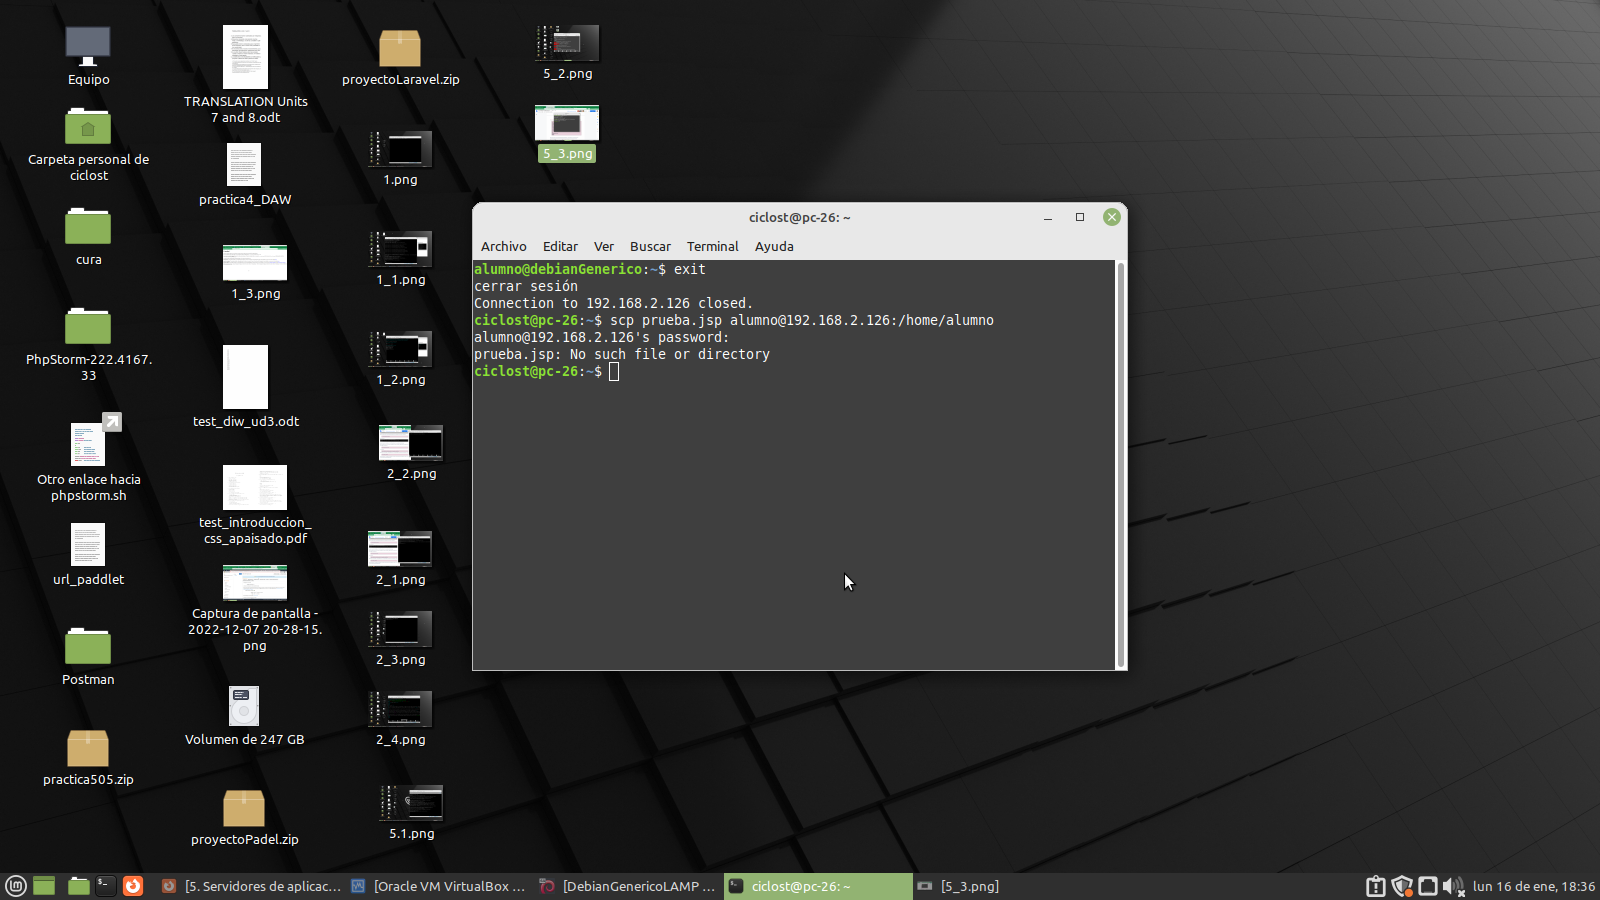 Equipo
Carpeta personal de
ciclost
cura
PhpStorm-222.4167.
33
Otro enlace hacia
phpstorm.sh
url_paddlet
Postman
practica505.zip
TRANSLATION Units
7 and 8.odt
practica4_DAW
1_3.png
test_diw_ud3.odt
test_introduccion_
css_apaisado.pdf
Captura de pantalla -
2022-12-07 20-28-15.
png
Volumen de 247 GB
proyectoPadel.zip
proyectoLaravel.zip
1.png
1_1.png
1_2.png
2_2.png
2_1.png
2_3.png
2_4.png
5.1.png
5_2.png
5_3.png
ciclost@pc-26: ~
Archivo Editar Ver Buscar Terminal Ayuda
alumno@debianGenerico:~$ exit
cerrar sesión
Connection to 192.168.2.126 closed.
ciclost@pc-26:~$ scp prueba.jsp alumno@192.168.2.126:/home/alumno
alumno@192.168.2.126's password:
prueba.jsp: No such file or directory
ciclost@pc-26:~$
[5. Servidores de aplicac... [Oracle VM VirtualBox ... [DebianGenericoLAMP ... ciclost@pc-26: ~ [5_3.png] lun 16 de ene, 18:36